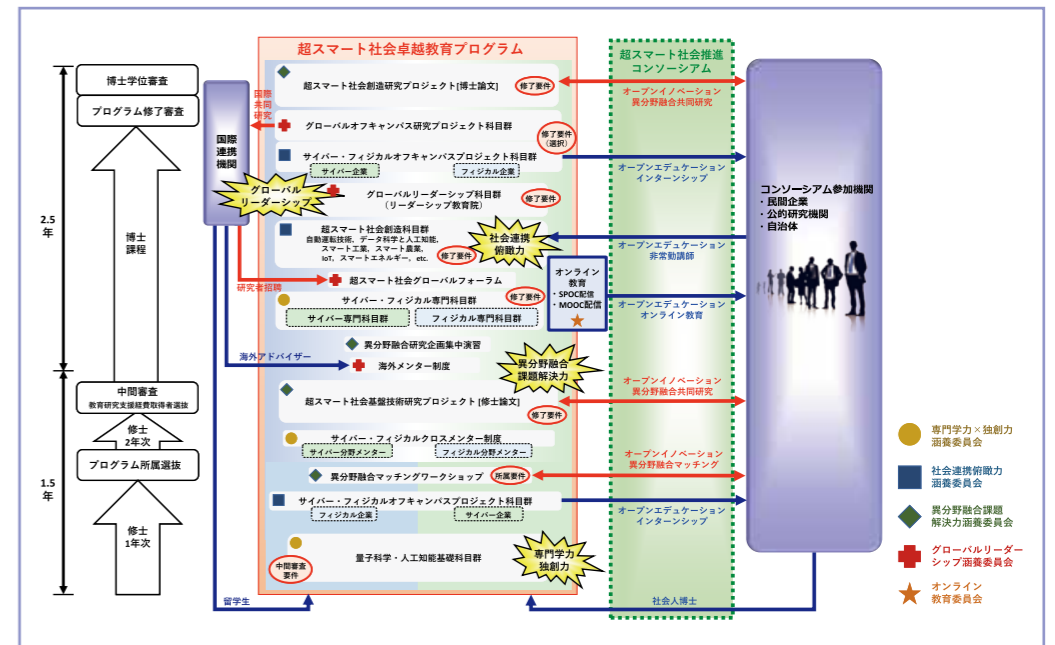 超スマート社会卓越教育プログラム
超スマート社会推進
コンソーシアム
博士学位審査
プログラム修了審査
2.5
年
博士
課程
中間審査
教育研究支援経費取得者選抜
修士
2年次
プログラム所属選抜
1.5
年
修士
1年次
国際
連携
機関
国際
共同
研究
超スマート社会創造研究プロジェクト[博士論文]
修了要件
グローバルオフキャンパス研究プロジェクト科目群
修了要件
(選択)
サイバー・フィジカルオフキャンパスプロジェクト科目群
サイバー企業
フィジカル企業
グローバル
リーダーシップ
グローバルリーダーシップ科目群
(リーダーシップ教育院)
修了要件
超スマート社会創造科目群
自動運転技術，データ科学と人工知能，
スマート工業，スマート農業，
IoT，スマートエネルギー，etc.
修了要件
社会連携
俯瞰力
研究者招聘
超スマート社会グローバルフォーラム
サイバー・フィジカル専門科目群
修了要件
サイバー専門科目群
フィジカル専門科目群
オンライン
教育
・SPOC配信
・MOOC配信
異分野融合研究企画集中演習
海外アドバイザー
海外メンター制度
異分野融合
課題解決力
超スマート社会基盤技術研究プロジェクト [修士論文]
修了要件
サイバー・フィジカルクロスメンター制度
サイバー分野メンター
フィジカル分野メンター
異分野融合マッチングワークショップ
所属要件
サイバー・フィジカルオフキャンパスプロジェクト科目群
フィジカル企業
サイバー企業
量子科学・人工知能基礎科目群
中間審査
要件
専門学力
独創力
留学生
社会人博士
オープンイノベーション
異分野融合共同研究
オープンエデュケーション
インターンシップ
オープンエデュケーション
非常勤講師
オープンエデュケーション
オンライン教育
オープンイノベーション
異分野融合共同研究
オープンイノベーション
異分野融合マッチング
オープンエデュケーション
インターンシップ
コンソーシアム参加機関
・民間企業
・公的研究機関
・自治体
専門学力×独創力
涵養委員会
社会連携俯瞰力
涵養委員会
異分野融合課題
解決力涵養委員会
グローバルリーダー
シップ涵養委員会
オンライン
教育委員会